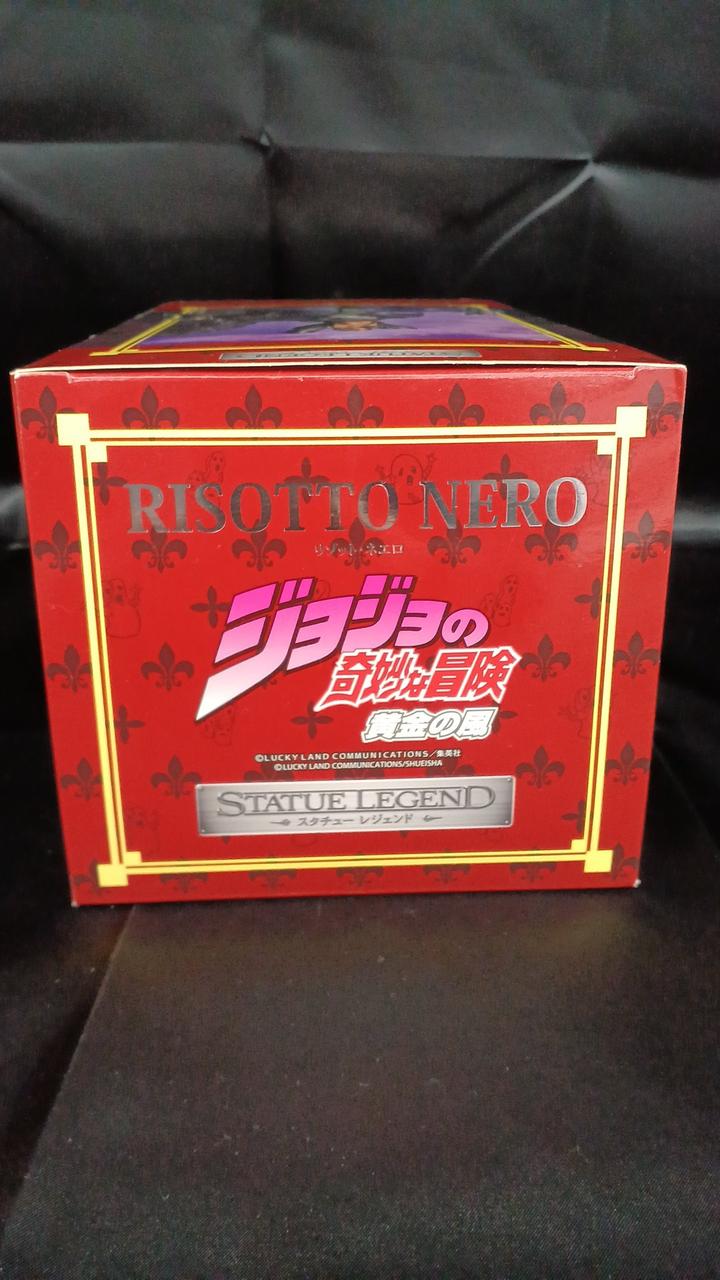 RISOTTO NERO
リゾット・ネエロ
ジョジョの
奇妙な冒険
黄金の風
©LUCKY LAND COMMUNICATIONS／集英社
©LUCKY LAND COMMUNICATIONS/SHUEISHA
STATUE LEGEND
スタチュー レジェンド